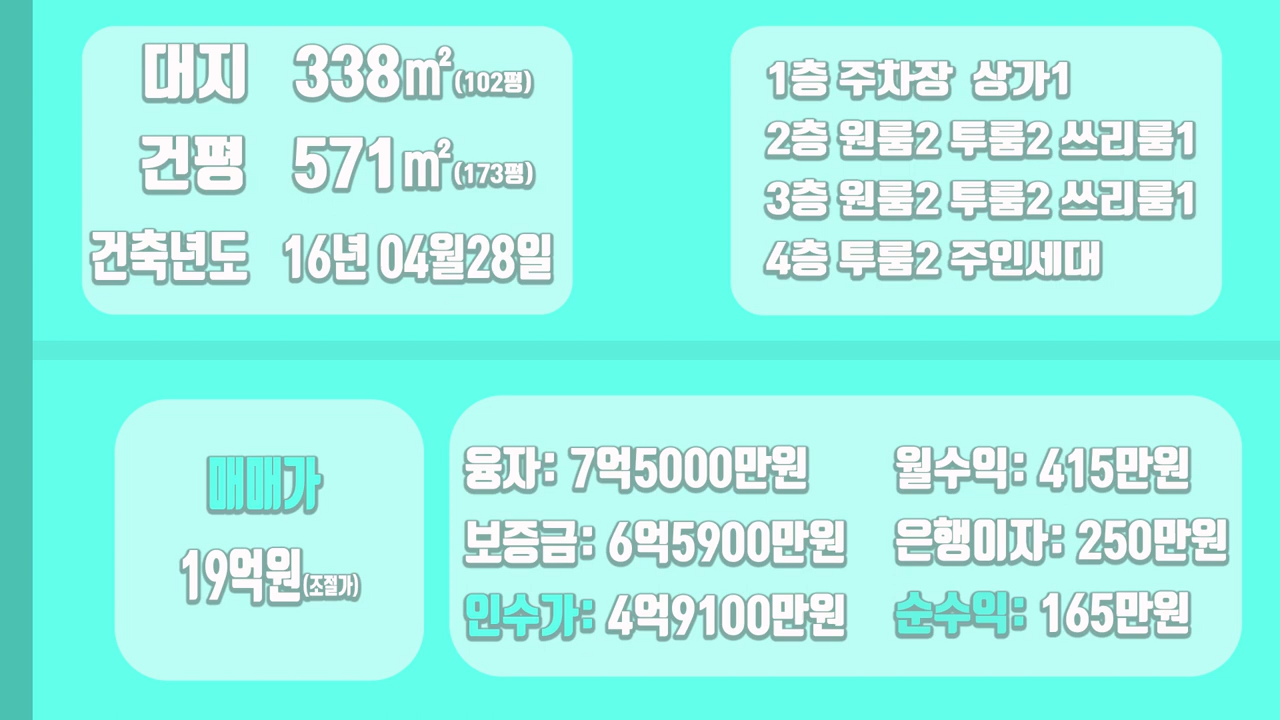 대지 338㎡(102평)
건평 571㎡(173평)
건축년도 16년 04월28일
1층 주차장 상가1
2층 원룸2 투룸2 쓰리룸1
3층 원룸2 투룸2 쓰리룸1
4층 투룸2 주인세대
매매가
19억원(조절가)
융자: 7억5000만원
보증금: 6억5900만원
인수가: 4억9100만원
월수익: 415만원
은행이자: 250만원
순수익: 165만원